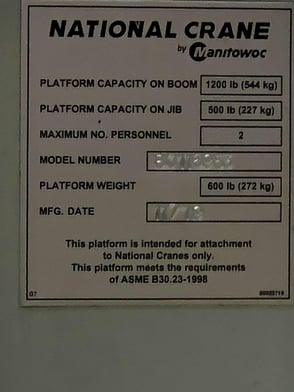 NATIONAL CRANE
by Manitowoc
PLATFORM CAPACITY ON BOOM 1200 lb (544 kg)
PLATFORM CAPACITY ON JIB 500 lb (227 kg)
MAXIMUM NO. PERSONNEL 2
MODEL NUMBER
PLATFORM WEIGHT 600 lb (272 kg)
MFG. DATE
This platform is intended for attachment
to National Cranes only.
This platform meets the requirements
of ASME B30.23-1998